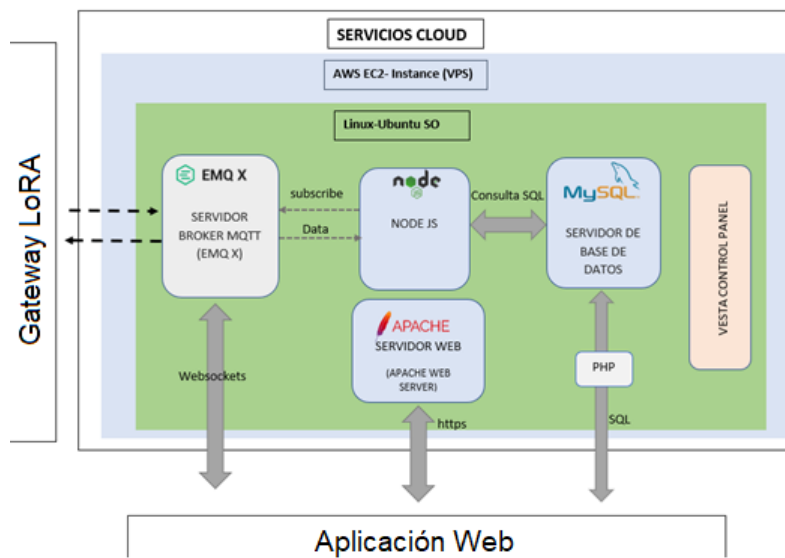 SERVICIOS CLOUD
AWS EC2- Instance (VPS)
Linux-Ubuntu SO
Gateway LoRA
EMQ X
SERVIDOR
BROKER MQTT
(EMQ X)
subscribe
Data
node
JS
NODE JS
Consulta SQL
MySQL
SERVIDOR DE
BASE DE
DATOS
VESTA CONTROL PANEL
APACHE
SERVIDOR WEB
(APACHE WEB
SERVER)
Websockets
https
PHP
SQL
Aplicación Web